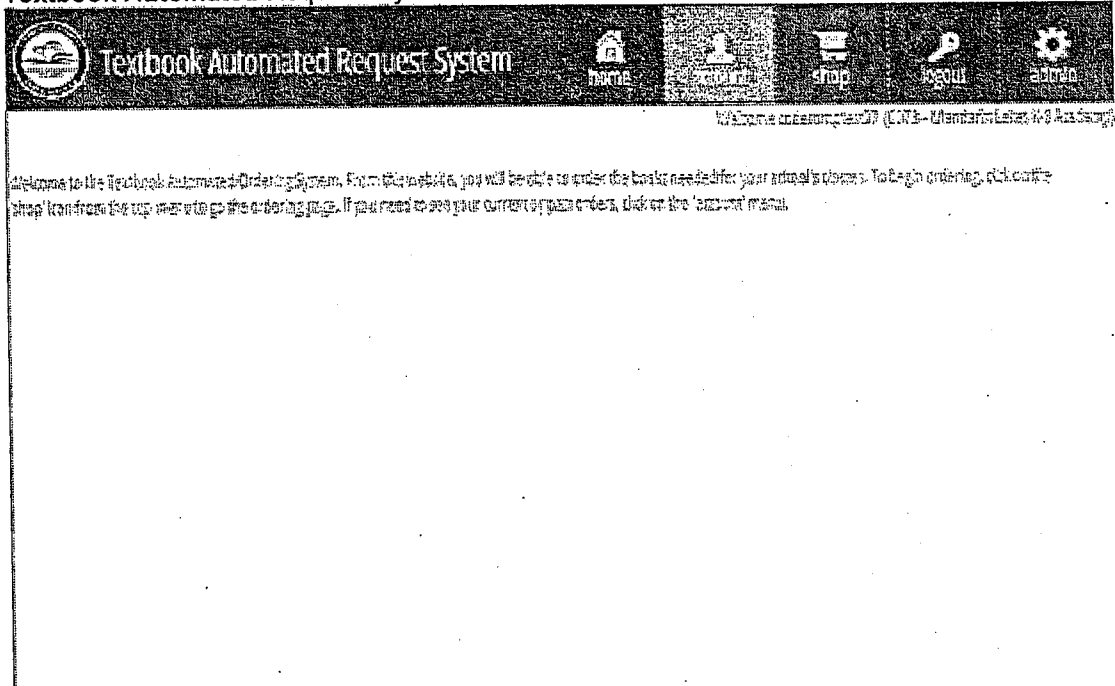 Textbook Automated Request System
home
account
shop
logout
admin
Welcome
Welcome to the Textbook Automated Ordering System. From this website, you will be able to order the books needed for your school's classes. To begin ordering, click on the
'shop' icon from the top menu to go the ordering page. If you need to see your current or past orders, click on the 'account' menu.